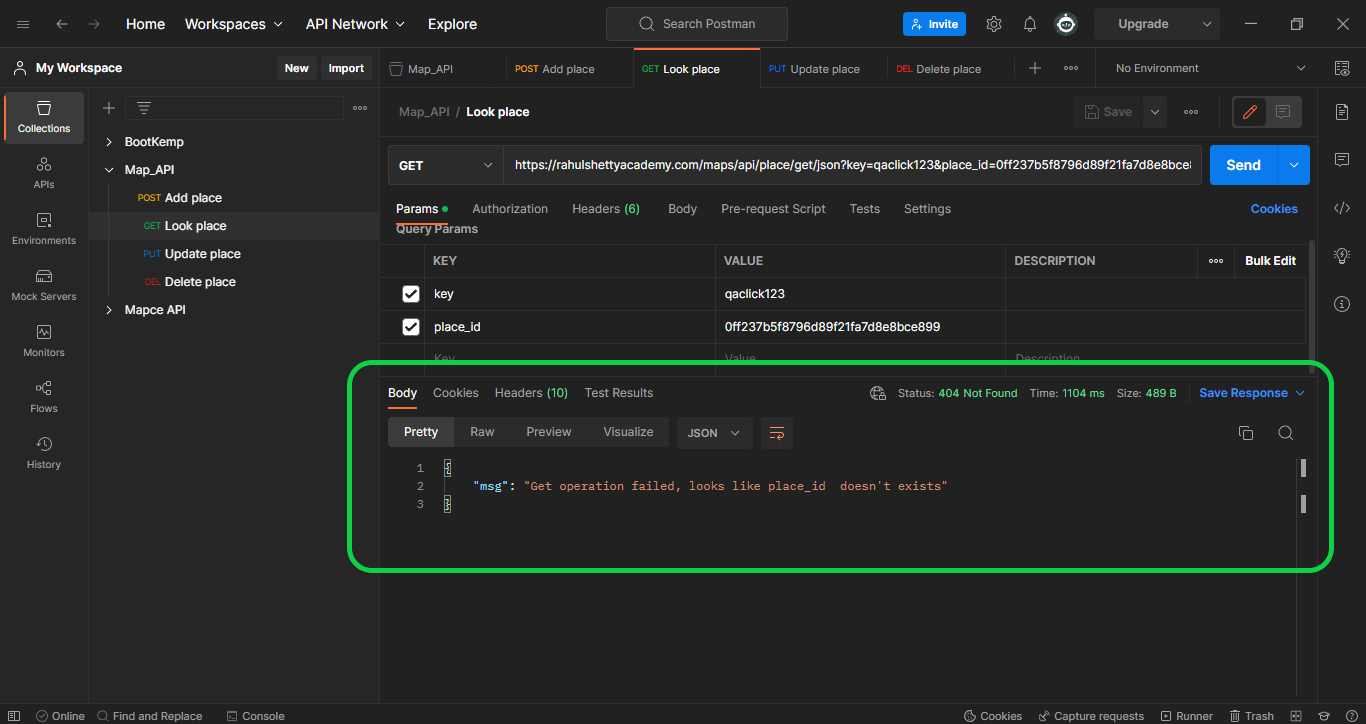 Home Workspaces API Network Explore Search Postman Invite Upgrade
My Workspace New Import Map_API POST Add place GET Look place PUT Update place DEL Delete place No Environment
Collections
APIs
Environments
Mock Servers
Monitors
Flows
History
BootKemp
Map_API
POST Add place
GET Look place
PUT Update place
DEL Delete place
Mapce API
Map_API / Look place Save
GET https://rahulshettyacademy.com/maps/api/place/get/json?key=qaclick123&place_id=0ff237b5f8796d89f21fa7d8e8bce8 Send
Params Authorization Headers (6) Body Pre-request Script Tests Settings Cookies
Query Params
KEY VALUE DESCRIPTION Bulk Edit
key qaclick123
place_id 0ff237b5f8796d89f21fa7d8e8bce899
Key Value Description
Body Cookies Headers (10) Test Results Status: 404 Not Found Time: 1104 ms Size: 489 B Save Response
Pretty Raw Preview Visualize JSON
1 {
2 "msg": "Get operation failed, looks like place_id  doesn't exists"
3 }
Online Find and Replace Console Cookies Capture requests Runner Trash